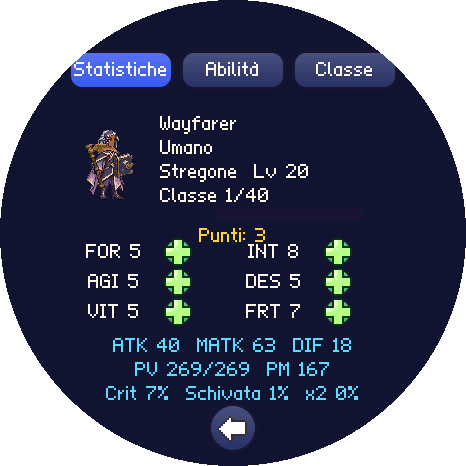 Statistiche Abilità Classe
Wayfarer
Umano
Stregone Lv 20
Classe 1/40
Punti: 3
FOR 5 INT 8
AGI 5 DES 5
VIT 5 FRT 7
ATK 40 MATK 63 DIF 18
PV 269/269 PM 167
Crit 7% Schivata 1% x2 0%